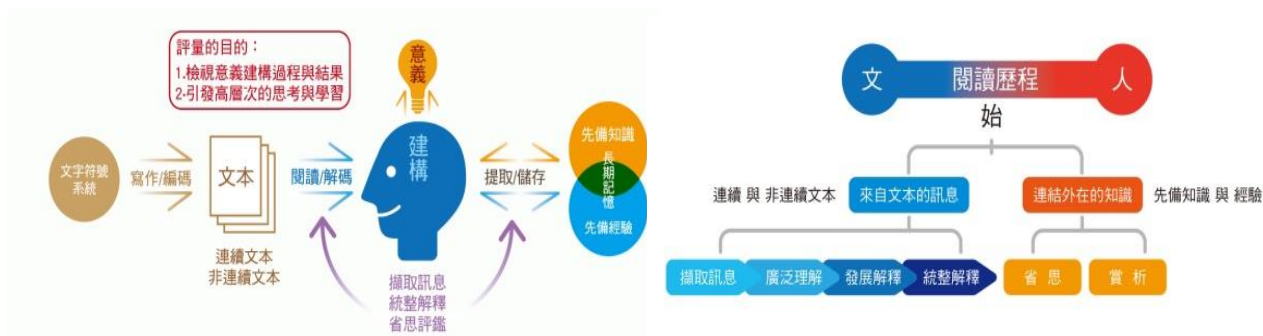 評量的目的：
1.檢視意義建構過程與結果
2-引發高層次的思考與學習
意義
建構
文字符號
系統
寫作/編碼
文本
閱讀/解碼
提取/儲存
先備知識
長期記憶
先備經驗
連續文本
非連續文本
擷取訊息
統整解釋
省思評鑑
文
閱讀歷程
人
始
連續 與 非連續文本
來自文本的訊息
連結外在的知識
先備知識 與 經驗
擷取訊息
廣泛理解
發展解釋
統整解釋
省思
賞析